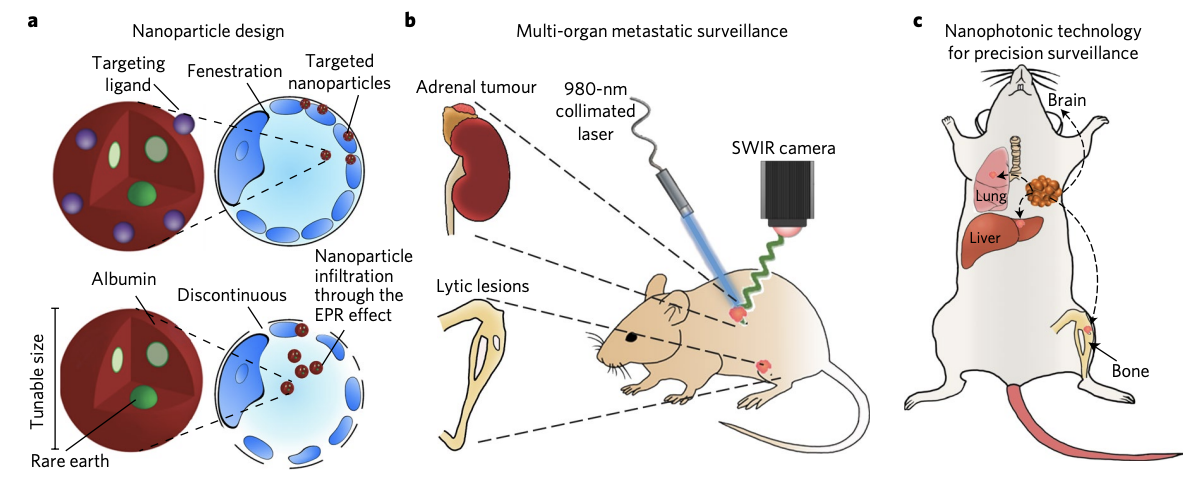 a
Nanoparticle design
Targeting
ligand
Fenestration
Targeted
nanoparticles
Albumin
Discontinuous
Nanoparticle
infiltration
through the
EPR effect
Tunable size
Rare earth
b
Multi-organ metastatic surveillance
Adrenal tumour
980-nm
collimated
laser
SWIR camera
Lytic lesions
c
Nanophotonic technology
for precision surveillance
Brain
Lung
Liver
Bone